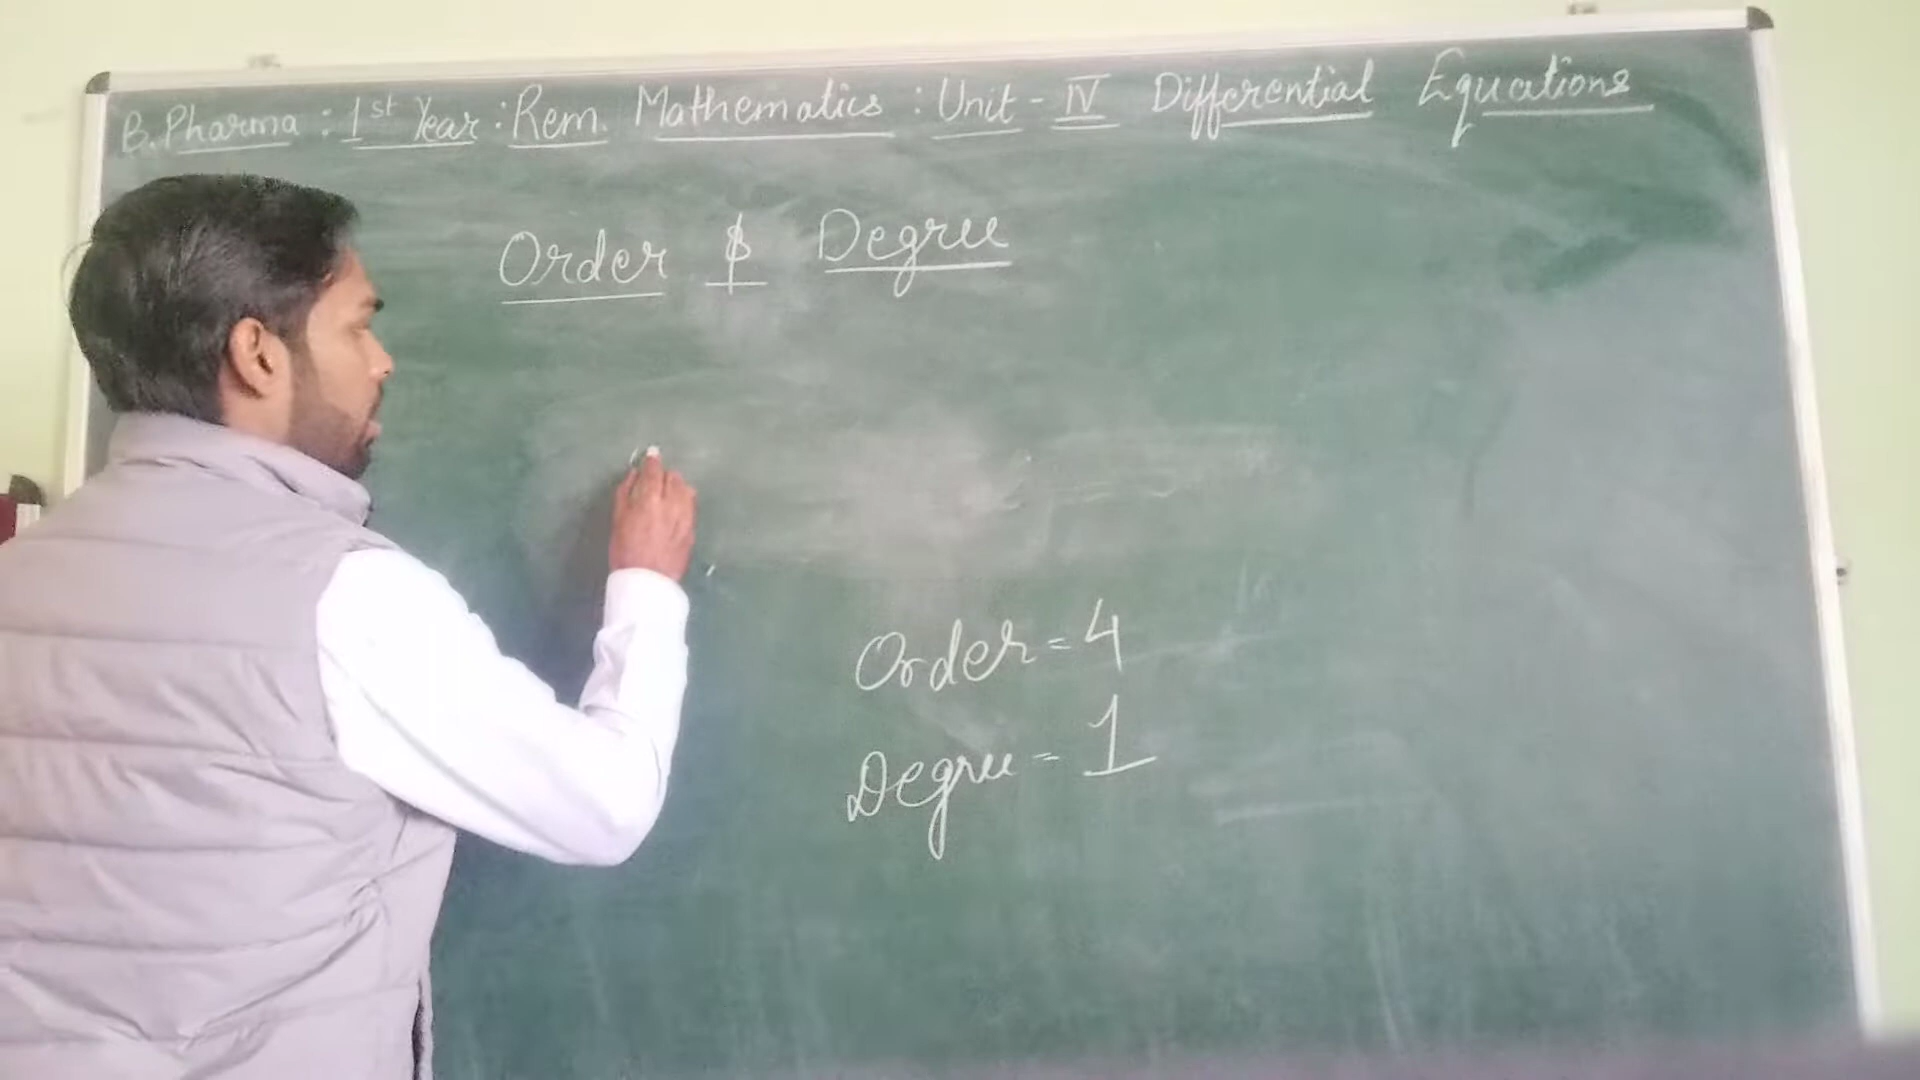 B.Pharma : 1st Year : Rem. Mathematics : Unit - IV Differential Equations
Order & Degree
Order = 4
Degree = 1